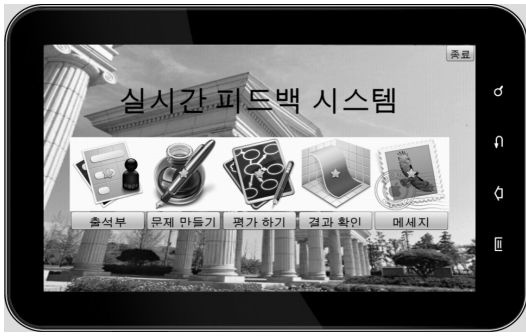 종료
실시간 피드백 시스템
출석부 문제 만들기 평가 하기 결과 확인 메세지